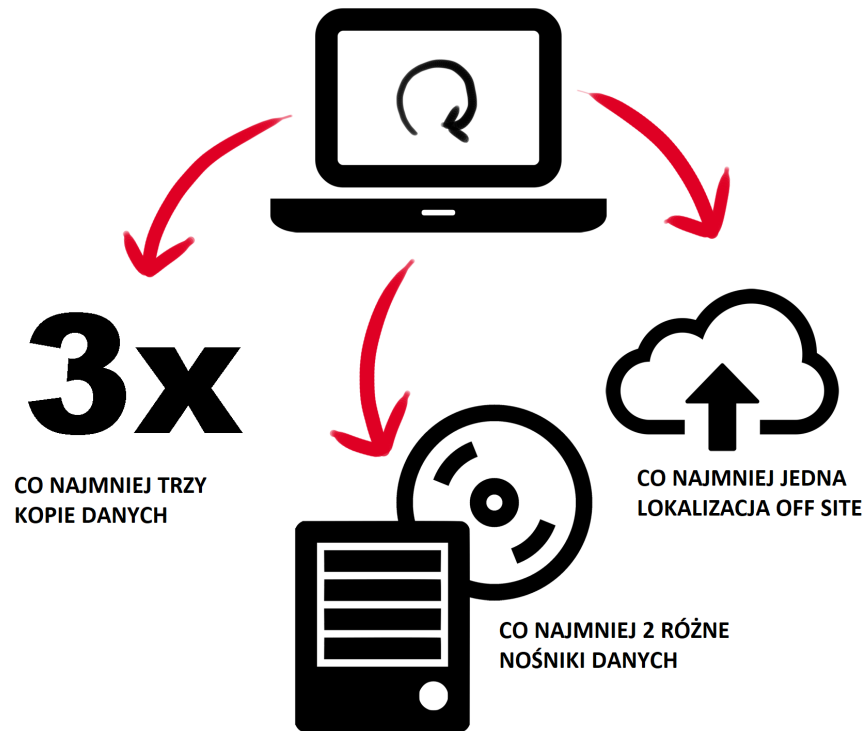 3x
CO NAJMNIEJ TRZY
KOPIE DANYCH
CO NAJMNIEJ JEDNA
LOKALIZACJA OFF SITE
CO NAJMNIEJ 2 RÓŻNE
NOŚNIKI DANYCH